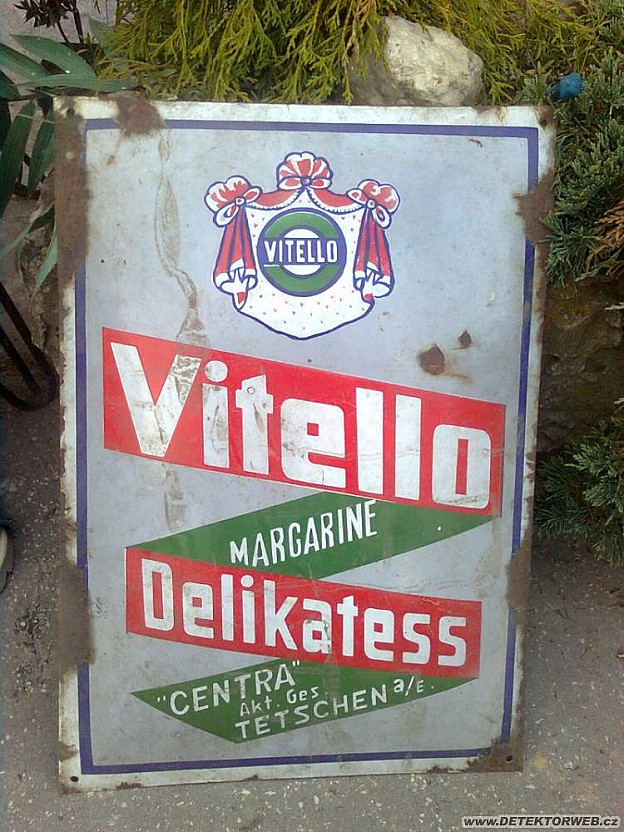 VITELLO
Vitello
MARGARINE
Delikatess
"CENTRA"
Akt. Ges
TETSCHEN a/E.
www.DETEKTORWEB.cz